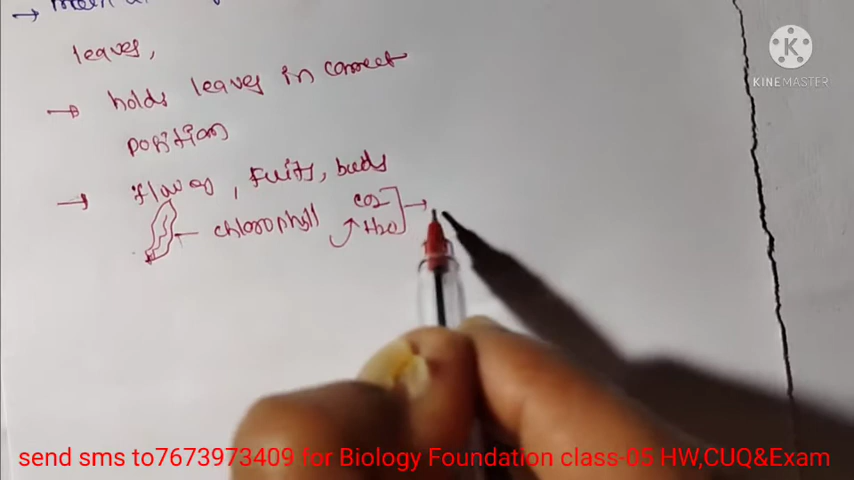 leaves,
→ holds leaves in correct
position
→ flowers, fruits, buds
chlorophyll CO2
H2O
KINEMASTER
send sms to7673973409 for Biology Foundation class-05 HW,CUQ&Exam